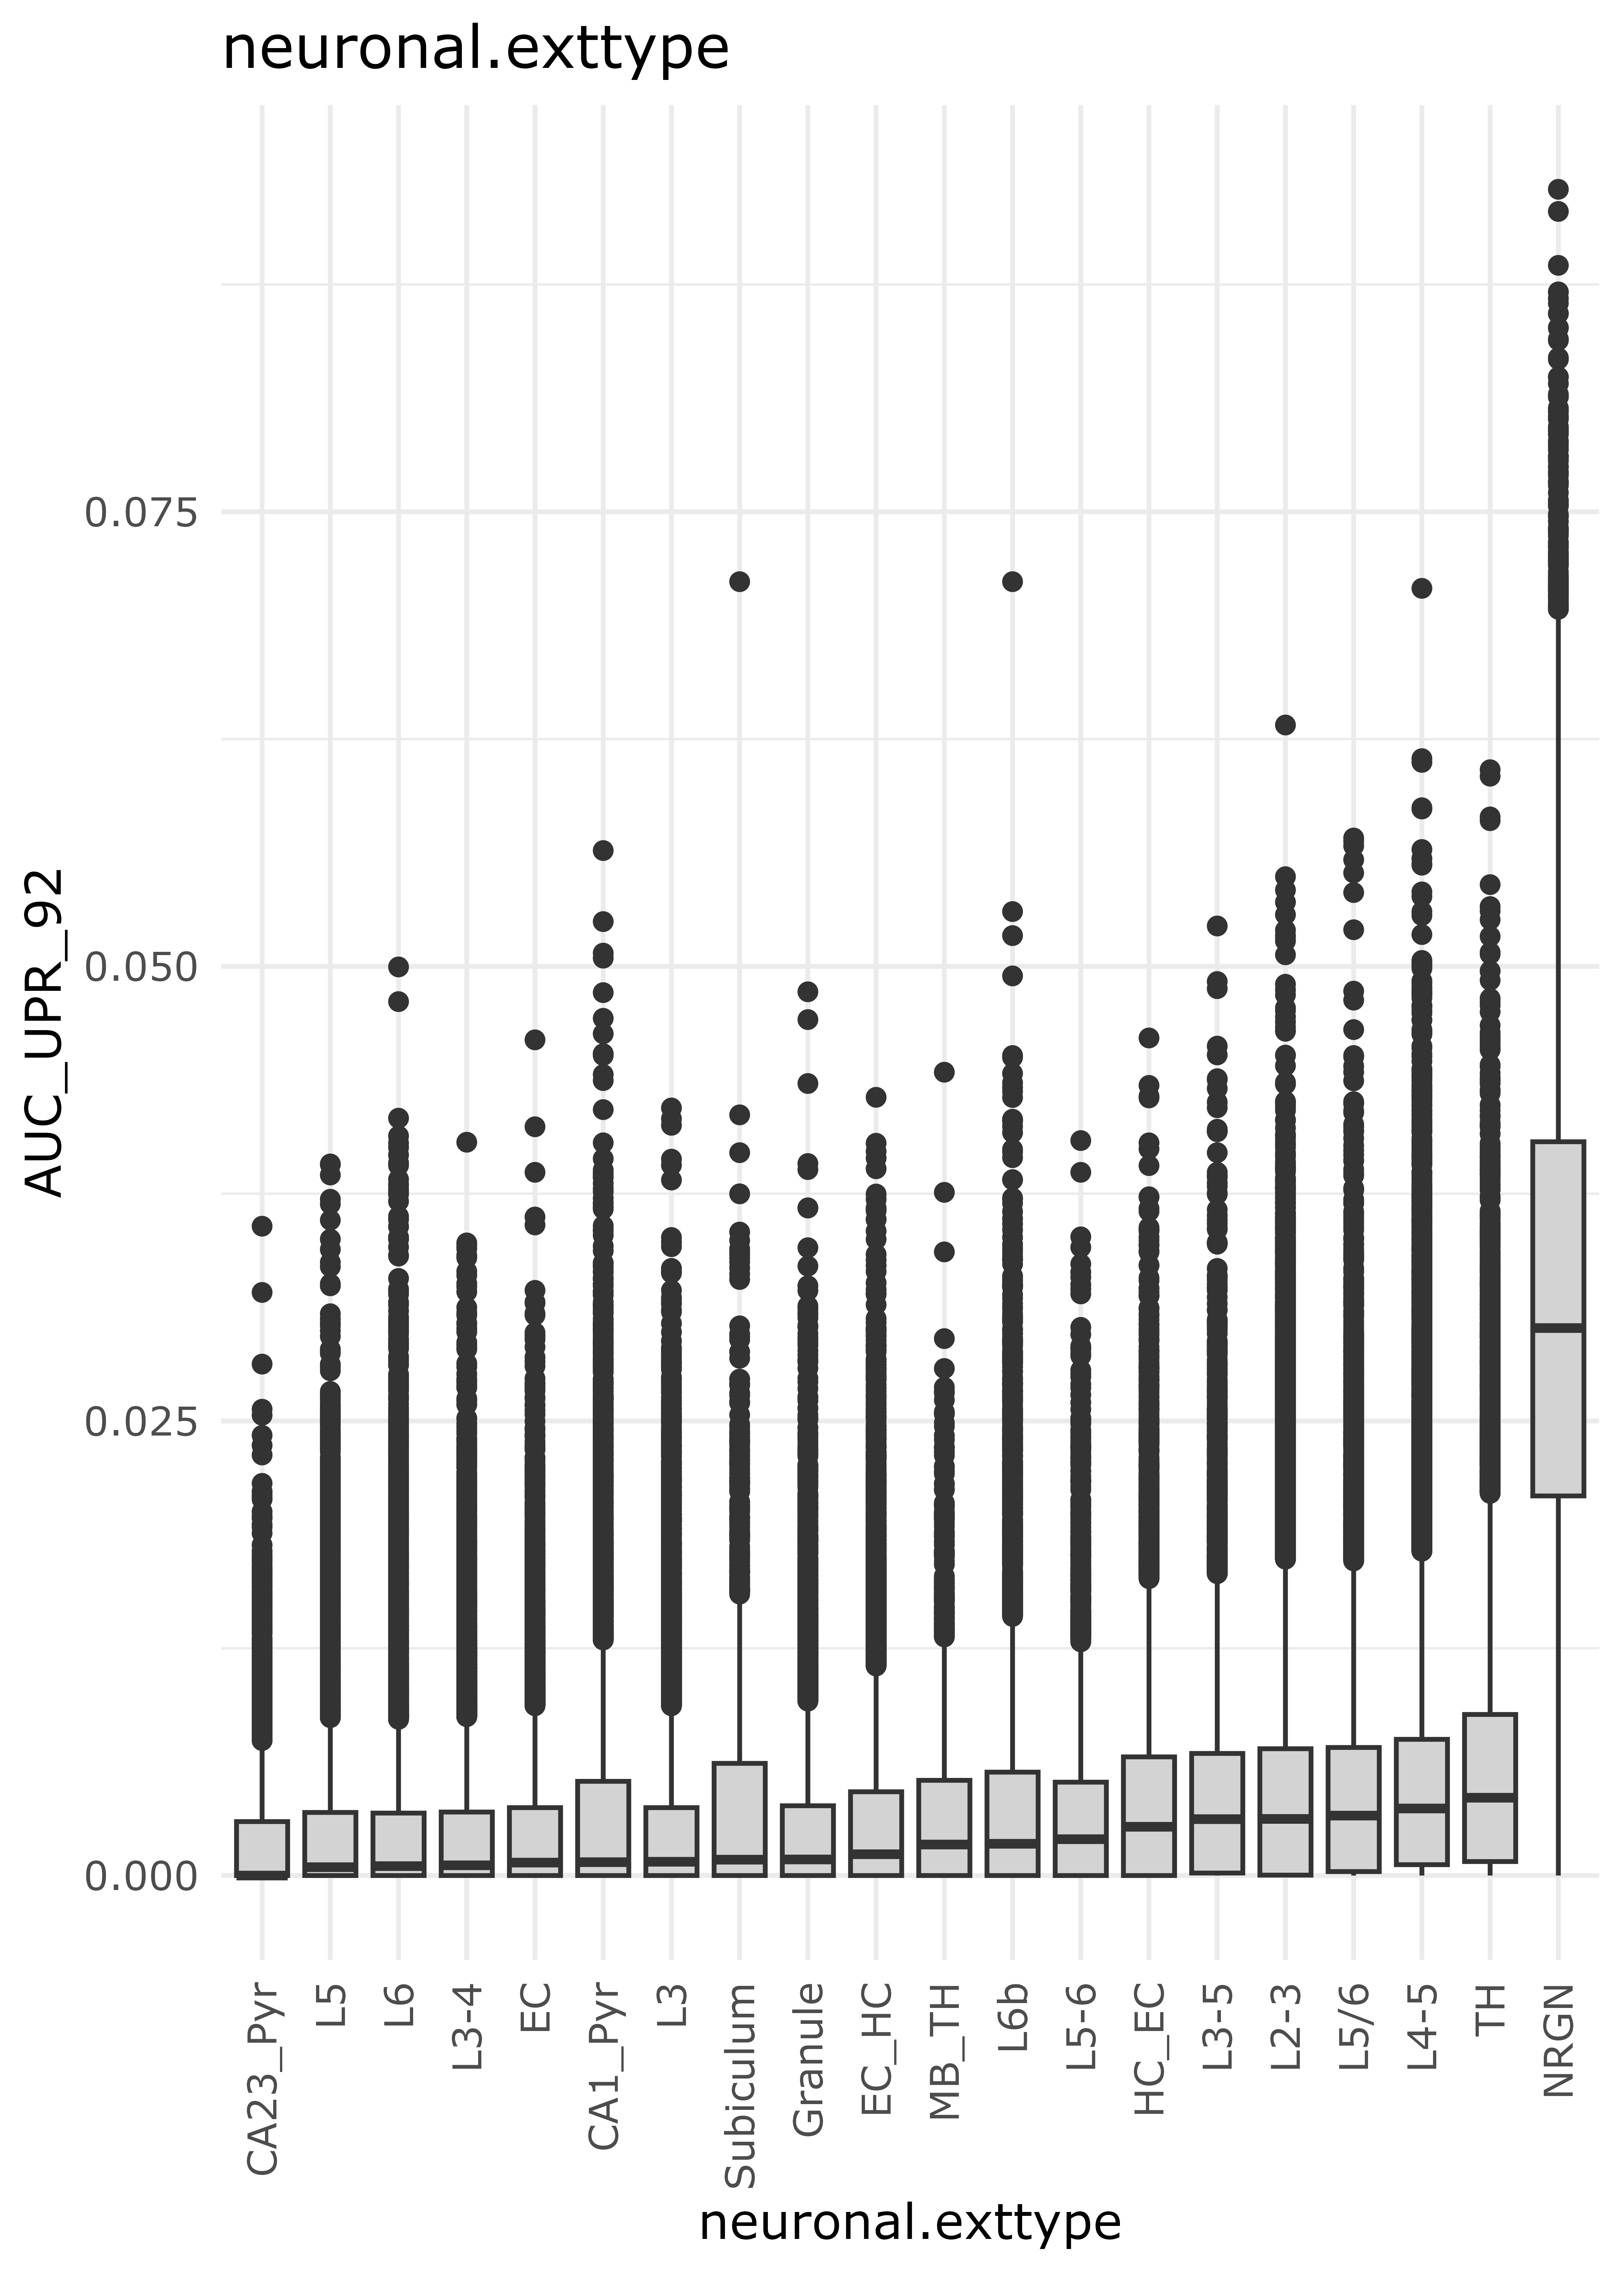 neuronal.exttype
AUC_UPR_92
0.075
0.050
0.025
0.000
CA23_Pyr
L5
L6
L3-4
EC
CA1_Pyr
L3
Subiculum
Granule
EC_HC
MB_TH
L6b
L5-6
HC_EC
L3-5
L2-3
L5/6
L4-5
TH
NRGN
neuronal.exttype